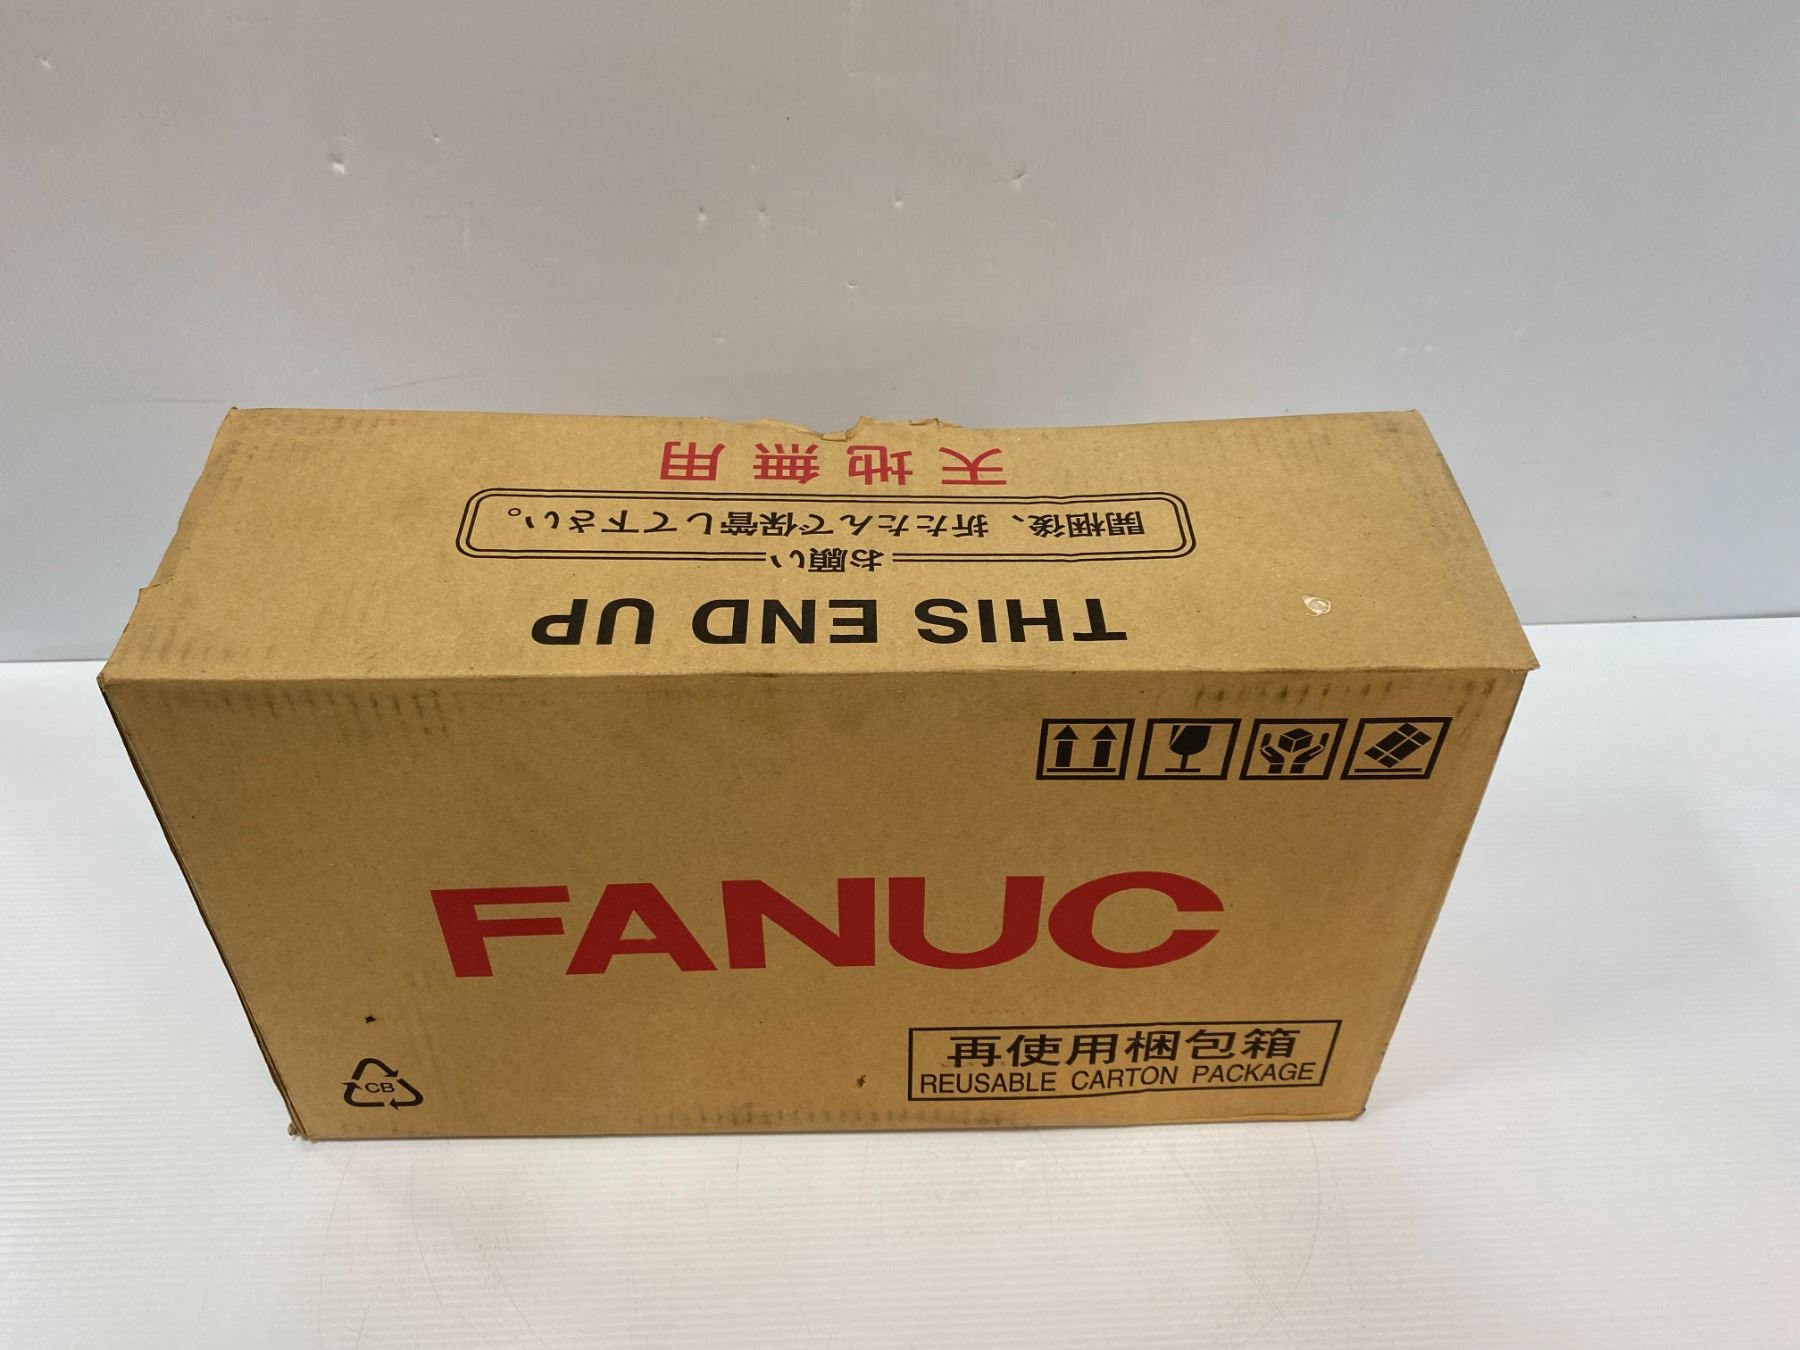 天地無用
開梱後、折たたんで保管して下さい。
お願い
THIS END UP
FANUC
再使用梱包箱
REUSABLE CARTON PACKAGE
CB